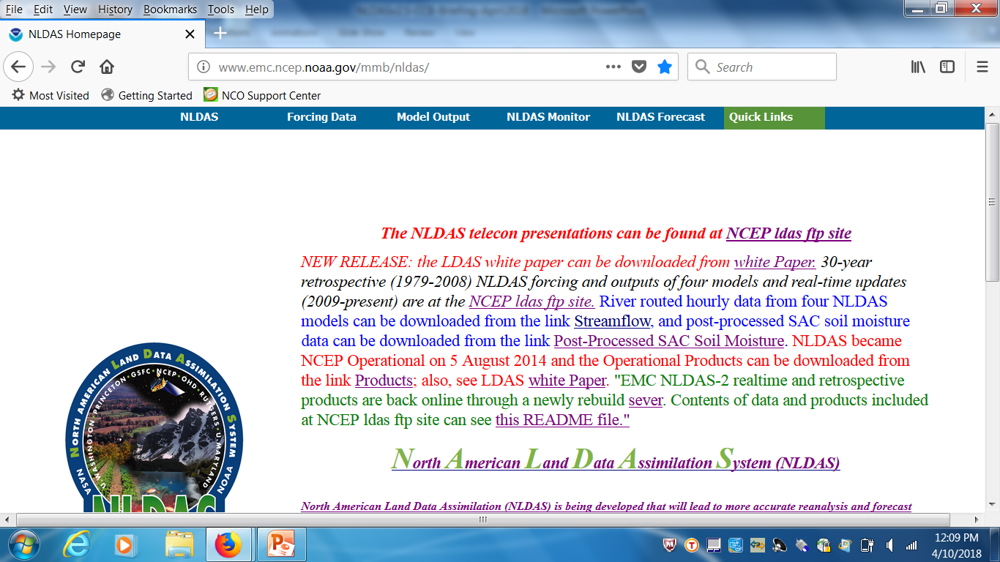 File Edit View History Bookmarks Tools Help
NLDAS Homepage
www.emc.ncep.noaa.gov/mmb/nldas/
Search
Most Visited Getting Started NCO Support Center
NLDAS Forcing Data Model Output NLDAS Monitor NLDAS Forecast Quick Links
The NLDAS telecon presentations can be found at NCEP ldas ftp site
NEW RELEASE: the LDAS white paper can be downloaded from white Paper. 30-year
retrospective (1979-2008) NLDAS forcing and outputs of four models and real-time updates
(2009-present) are at the NCEP ldas ftp site. River routed hourly data from four NLDAS
models can be downloaded from the link Streamflow, and post-processed SAC soil moisture
data can be downloaded from the link Post-Processed SAC Soil Moisture. NLDAS became
NCEP Operational on 5 August 2014 and the Operational Products can be downloaded from
the link Products; also, see LDAS white Paper. "EMC NLDAS-2 realtime and retrospective
products are back online through a newly rebuild sever. Contents of data and products included
at NCEP ldas ftp site can see this README file."
North American Land Data Assimilation System (NLDAS)
North American Land Data Assimilation (NLDAS) is being developed that will lead to more accurate reanalysis and forecast
NORTH AMERICAN LAND DATA ASSIMILATION SYSTEM
NASA U.WASHINGTON•PRINCETON•GSFC•NCEP•OHD•RUTGERS•U.MARYLAND NOAA
NLDAS
12:09 PM
4/10/2018